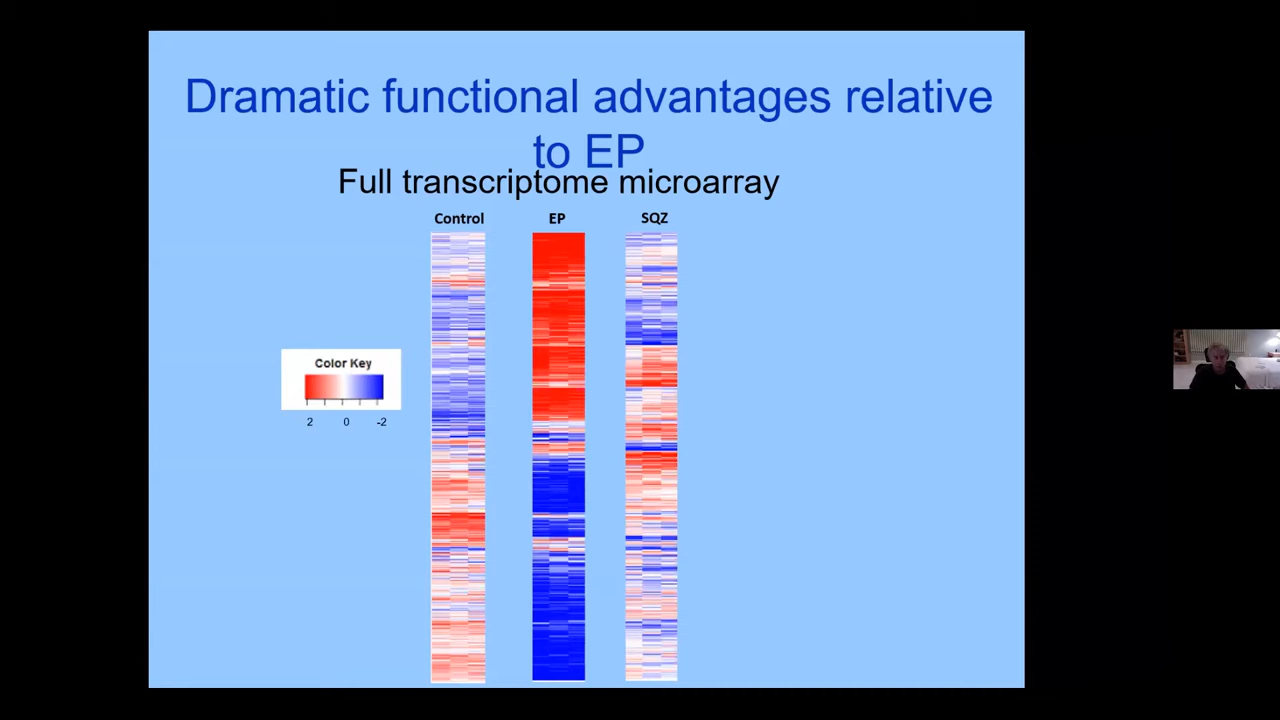 Dramatic functional advantages relative
to EP
Full transcriptome microarray
Control EP SQZ
Color Key
2 0 -2